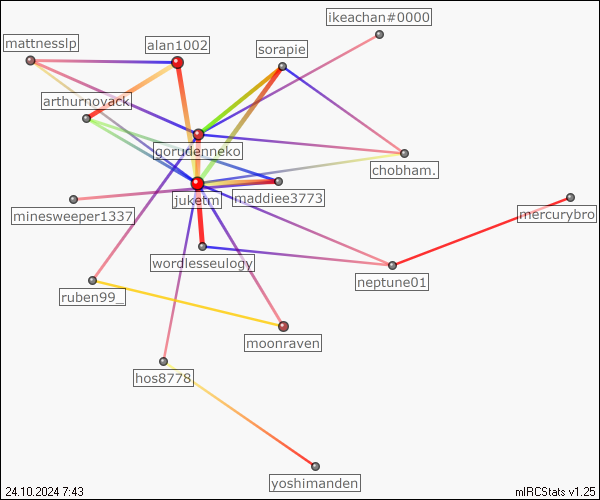 ikeachan#0000
mattnesslp
alan1002
sorapie
arthurnovack
gorudenneko
chobham.
juketm
maddiee3773
minesweeper1337
mercurybro
wordlesseulogy
neptune01
ruben99_
moonraven
hos8778
yoshimanden
24.10.2024 7:43
mIRCStats v1.25